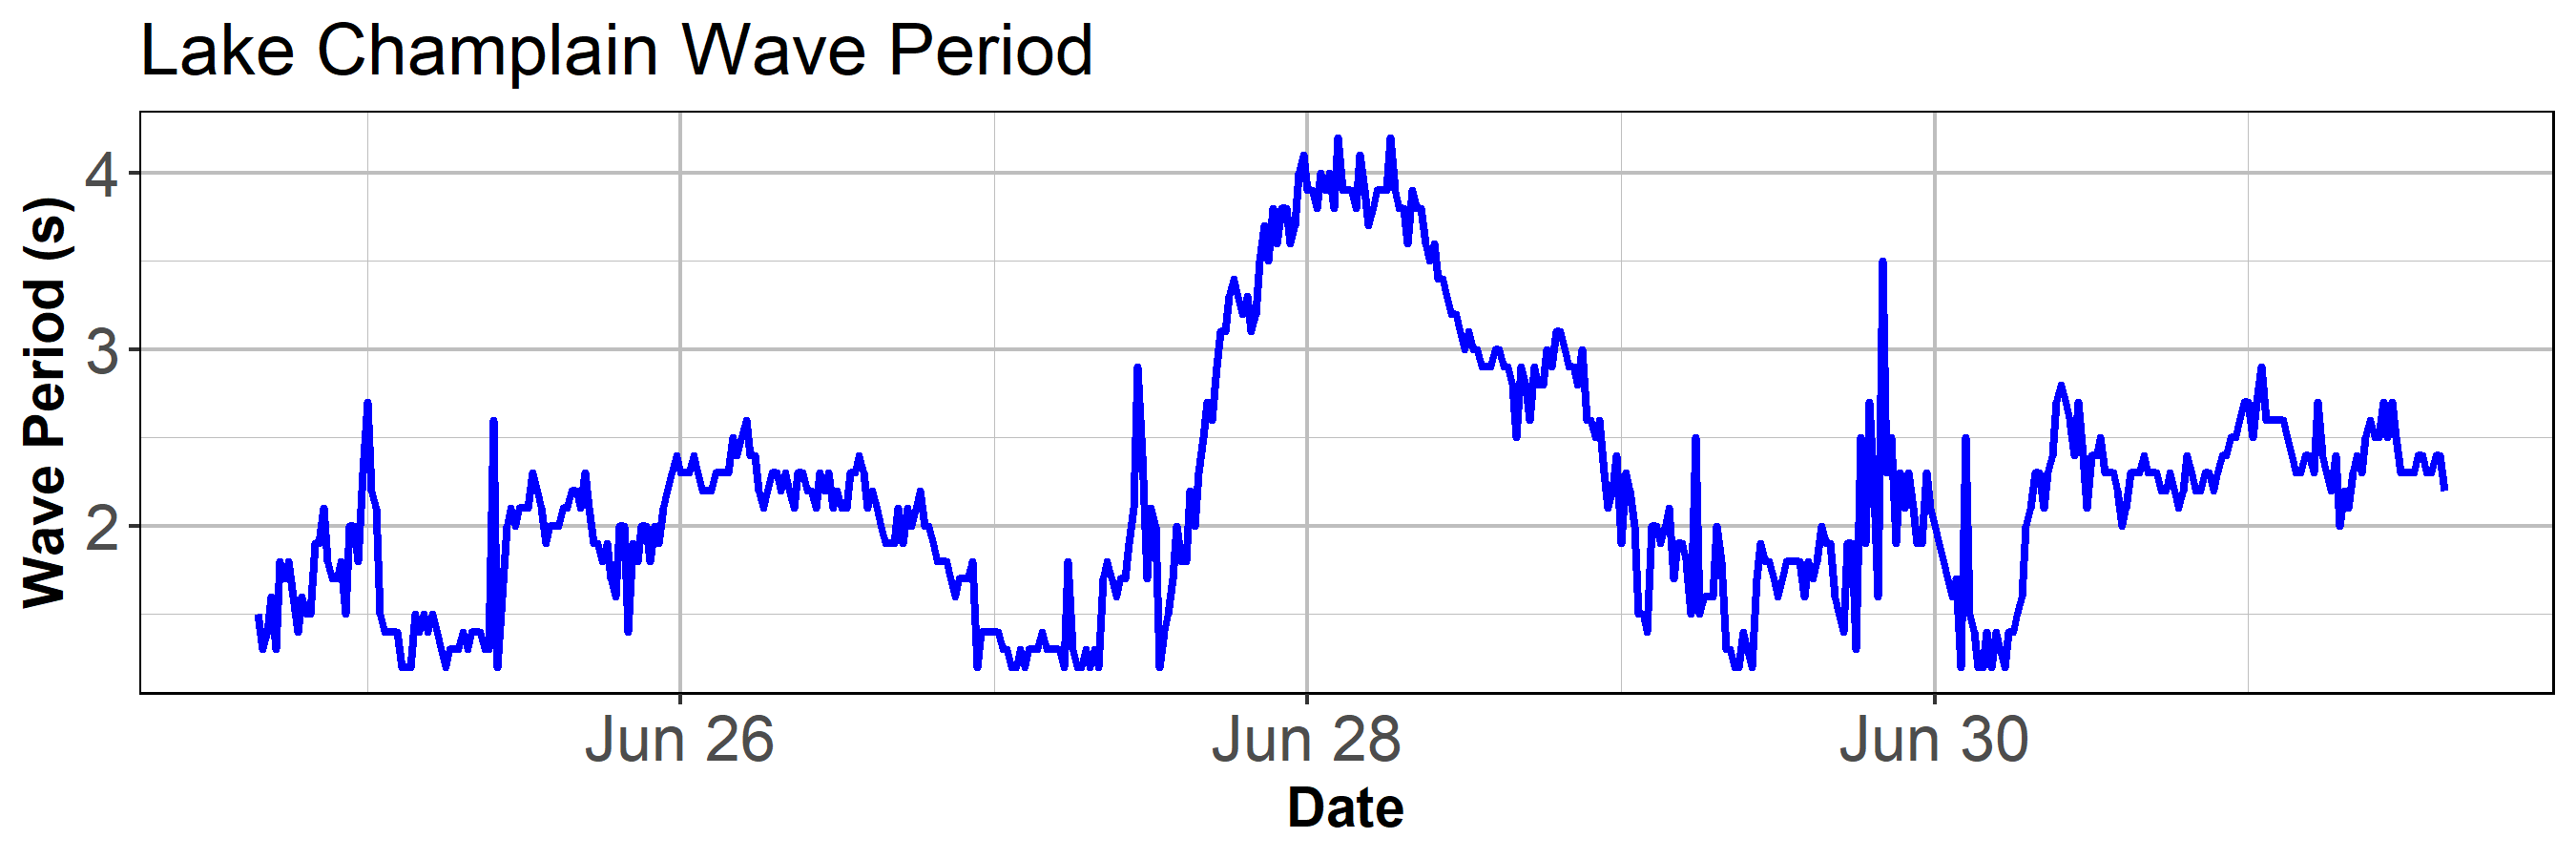 Lake Champlain Wave Period
Wave Period (s)
4
3
2
Jun 26
Jun 28
Jun 30
Date